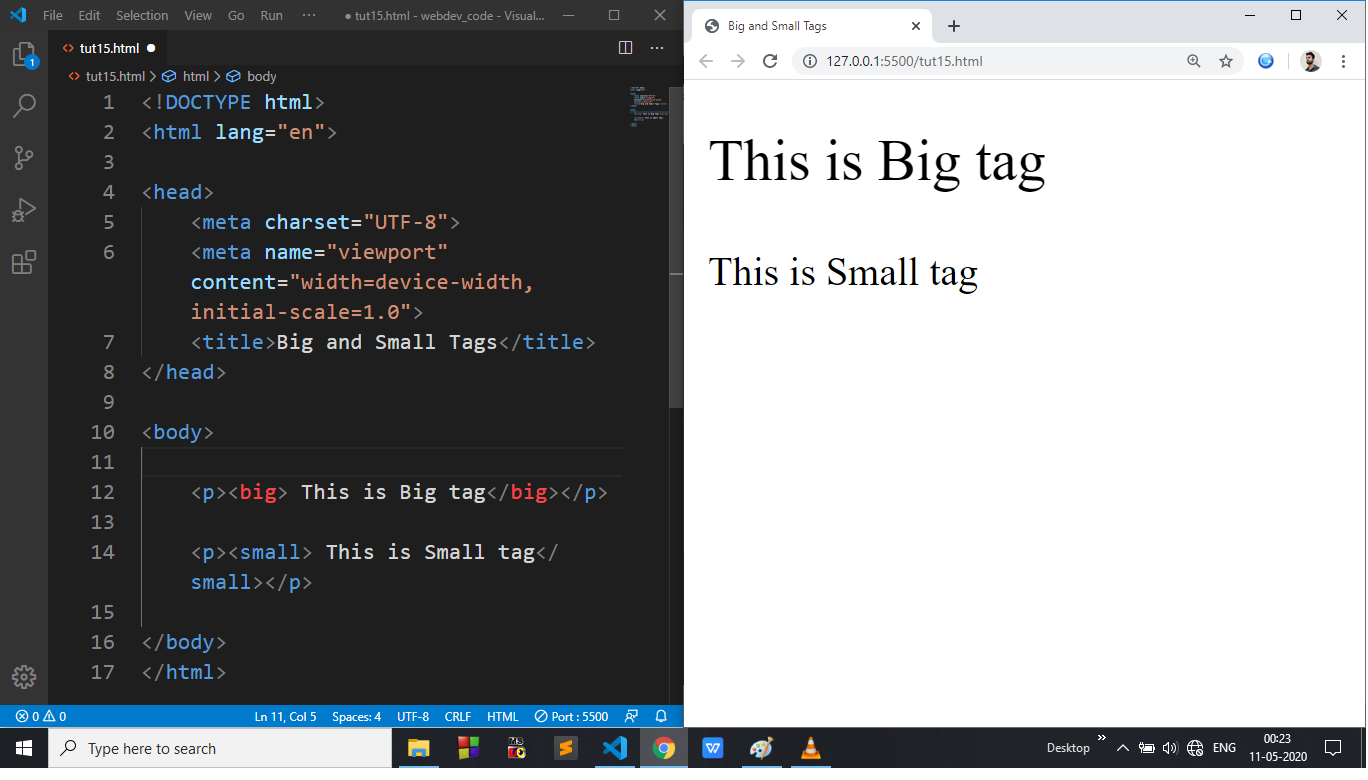 File Edit Selection View Go Run ··· ● tut15.html - webdev_code - Visual...
1
<> tut15.html ●
<> tut15.html > html > body
1 <!DOCTYPE html>
2 <html lang="en">
3
4 <head>
5 <meta charset="UTF-8">
6 <meta name="viewport"
content="width=device-width,
initial-scale=1.0">
7 <title>Big and Small Tags</title>
8 </head>
9
10 <body>
11
12 <p><big> This is Big tag</big></p>
13
14 <p><small> This is Small tag</
small></p>
15
16 </body>
17 </html>
0 0 Ln 11, Col 5 Spaces: 4 UTF-8 CRLF HTML Port : 5500
Big and Small Tags
127.0.0.1:5500/tut15.html
This is Big tag
This is Small tag
Type here to search
Desktop » ENG
00:23
11-05-2020